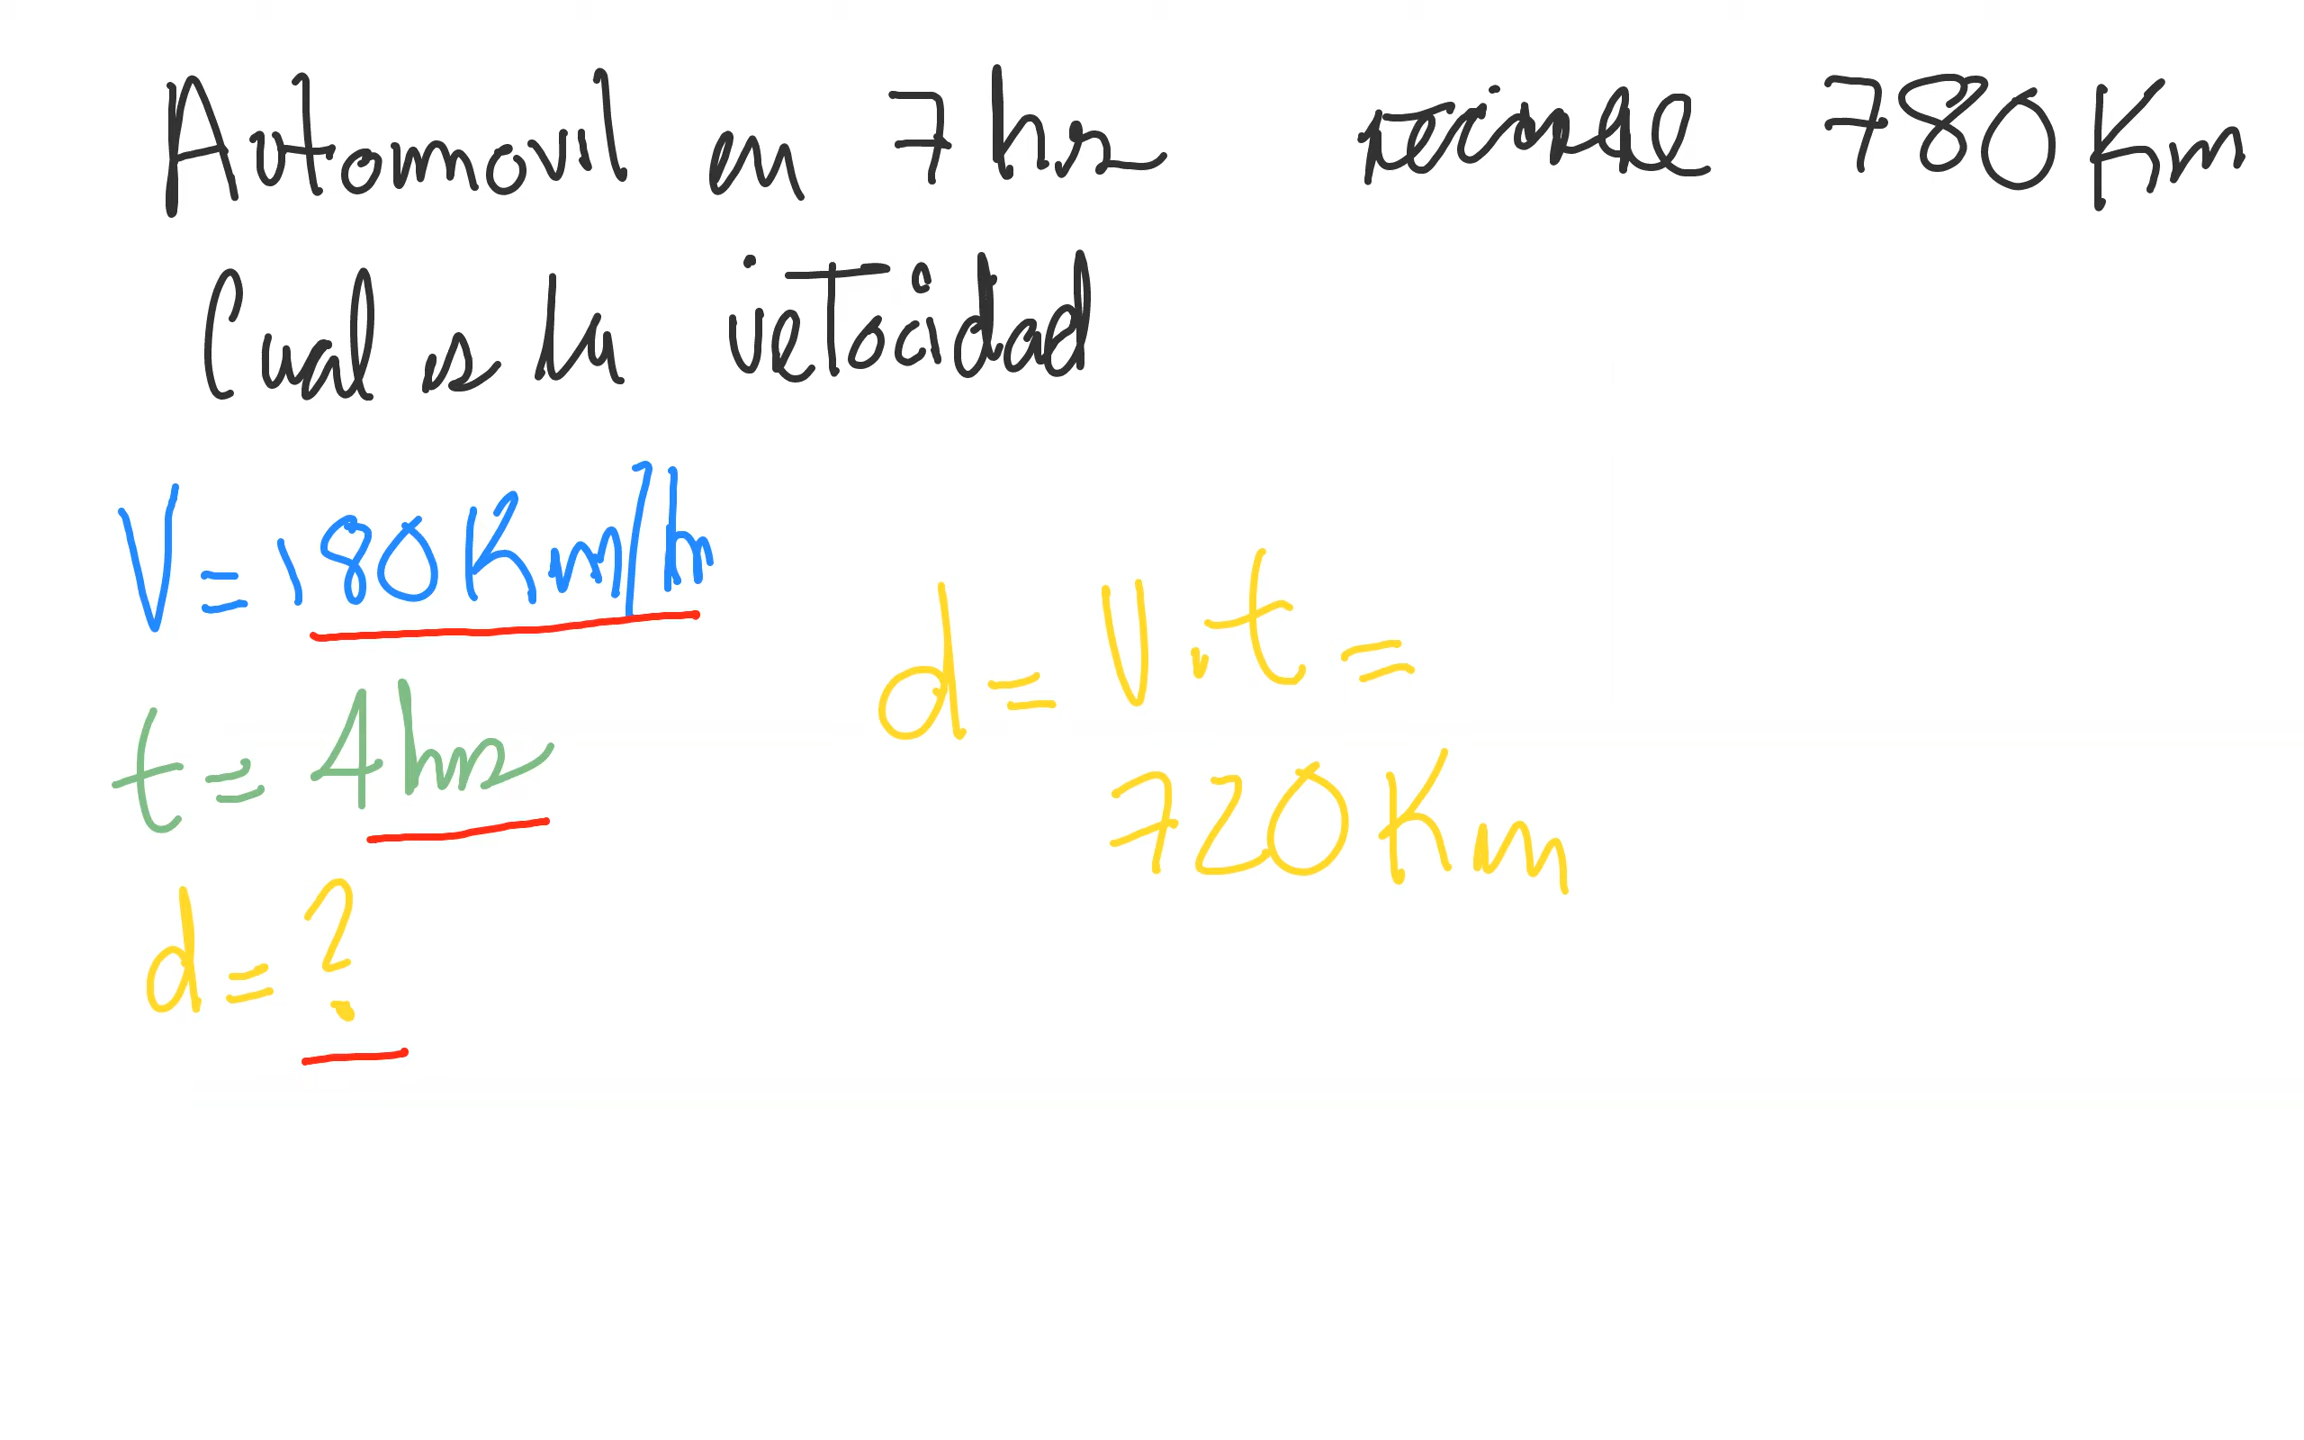 Automovil en 7 hrs recorre 780 Km
Cual es la velocidad
V = 180 Km/h
t = 4 hrs
d = ?
d = V . t =
720 Km